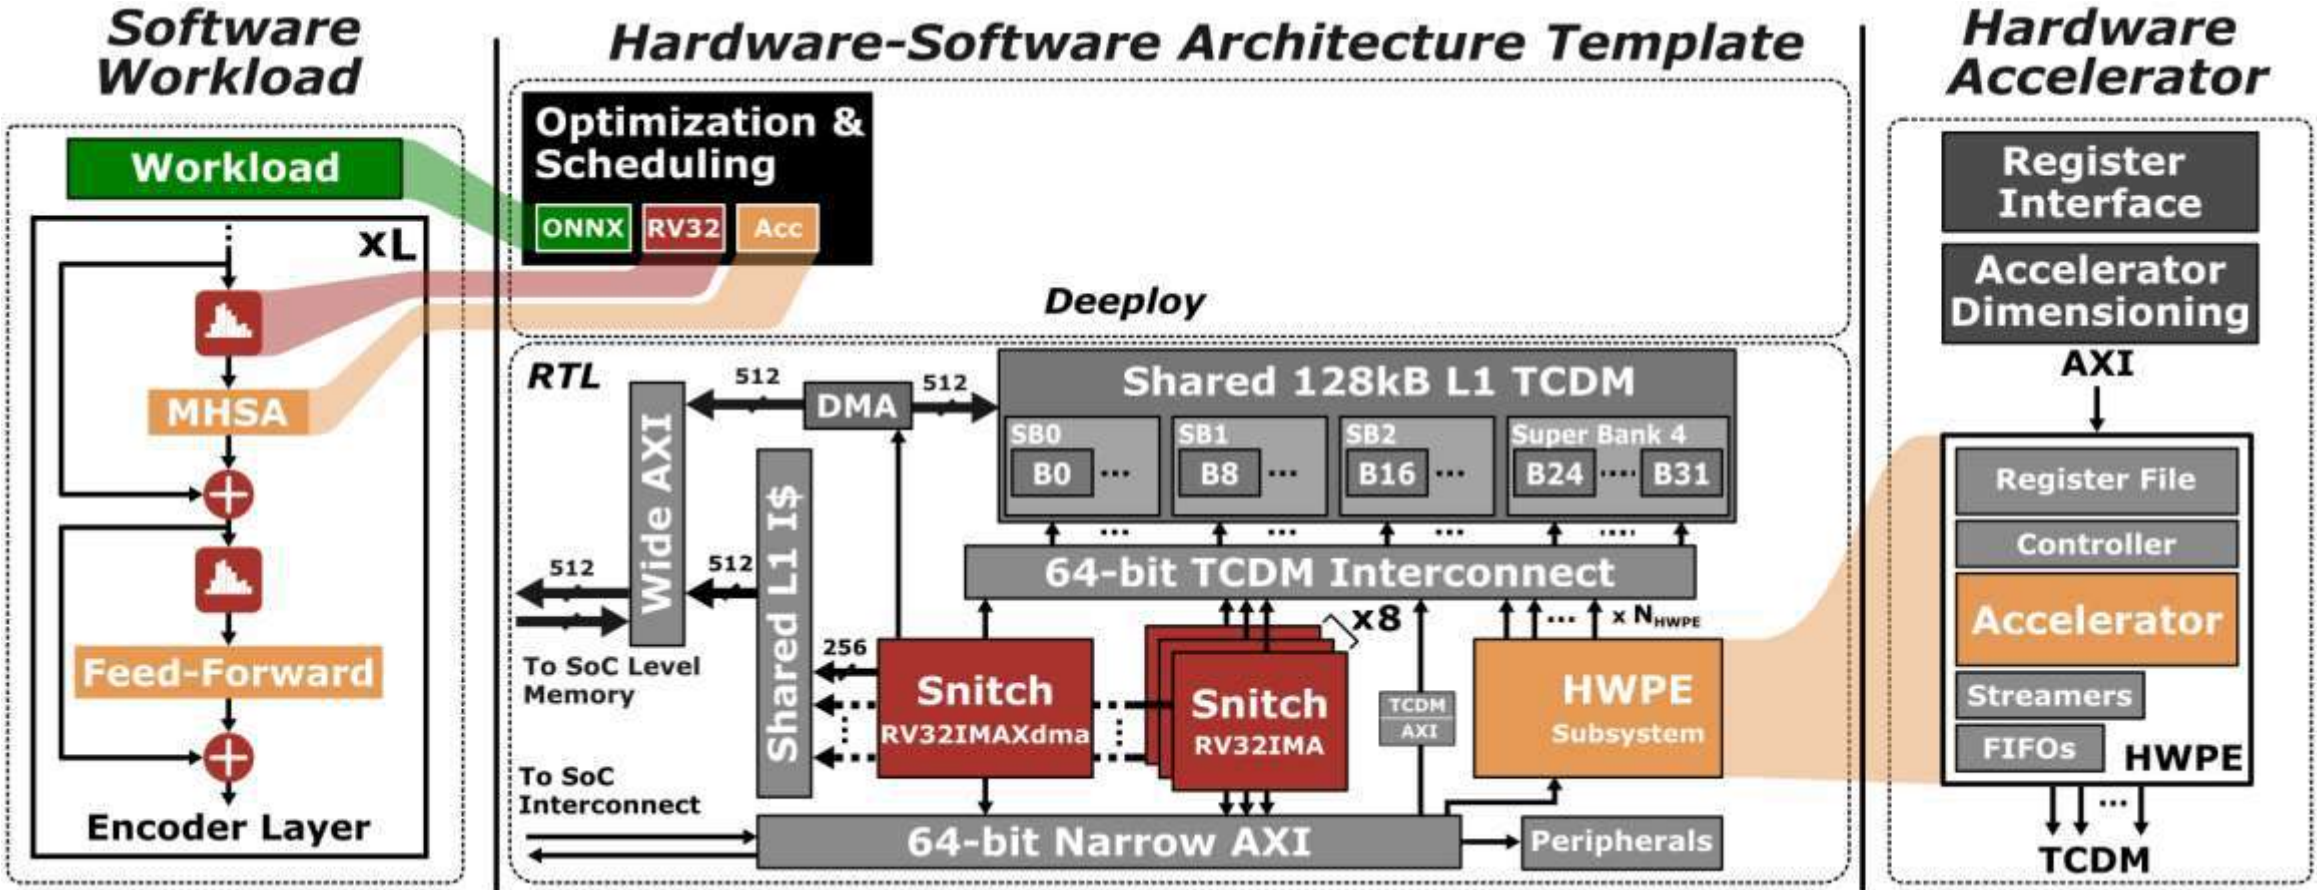 Software
Workload
Workload
xL
MHSA
Feed-Forward
Encoder Layer
Hardware-Software Architecture Template
Optimization &
Scheduling
ONNX RV32 Acc
Deeploy
RTL
512
DMA
512
Shared 128kB L1 TCDM
SB0
B0 ...
SB1
B8 ...
SB2
B16 ...
Super Bank 4
B24 .... B31
... ... ... ....
Wide AXI
512
512
Shared L1 I$
64-bit TCDM Interconnect
x8
... x N HWPE
To SoC Level
Memory
256
Snitch
RV32IMAXdma
Snitch
RV32IMA
TCDM
AXI
HWPE
Subsystem
To SoC
Interconnect
64-bit Narrow AXI
Peripherals
Hardware
Accelerator
Register
Interface
Accelerator
Dimensioning
AXI
Register File
Controller
Accelerator
Streamers
FIFOs
HWPE
...
TCDM